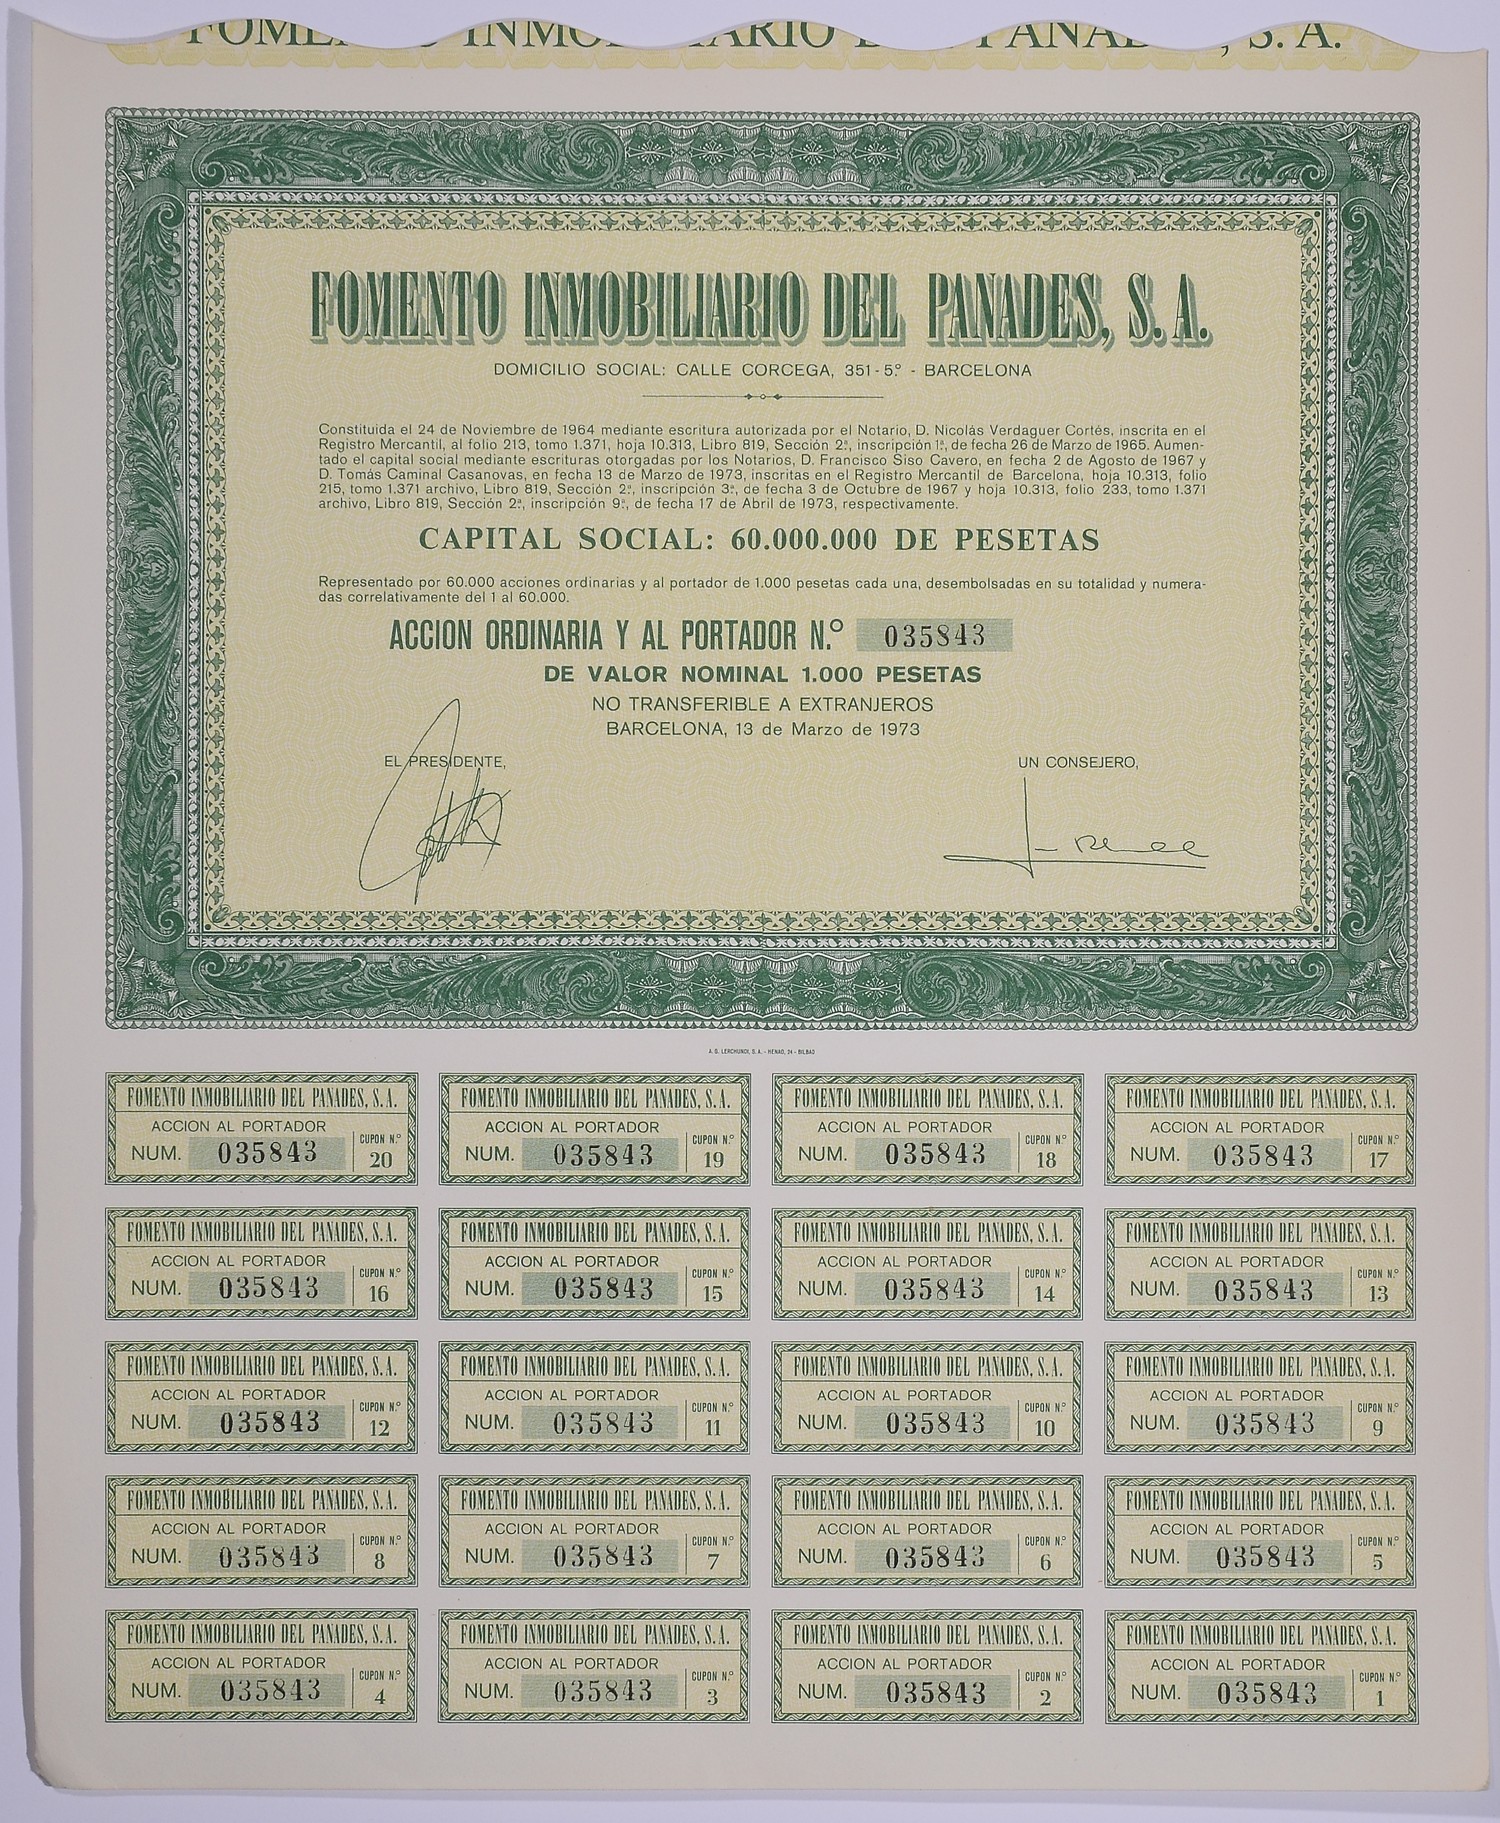 FOMENTO INMOBILIARIO DEL PANADES, S. A.
DOMICILIO SOCIAL: CALLE CORCEGA, 351 - 5.º - BARCELONA
Constituida el 24 de Noviembre de 1964 mediante escritura autorizada por el Notario, D. Nicolás Verdaguer Cortés, inscrita en el
Registro Mercantil, al folio 213, tomo 1.371, hoja 10.313, Libro 819, Sección 2.ª, inscripción 1.ª, de fecha 26 de Marzo de 1965. Aumen-
tado el capital social mediante escrituras otorgadas por los Notarios, D. Francisco Siso Cavero, en fecha 2 de Agosto de 1967 y
D. Tomás Caminal Casanovas, en fecha 13 de Marzo de 1973, inscritas en el Registro Mercantil de Barcelona, hoja 10.313, folio
215, tomo 1.371 archivo, Libro 819, Sección 2.ª, inscripción 3.ª, de fecha 3 de Octubre de 1967 y hoja 10.313, folio 233, tomo 1.371
archivo, Libro 819, Sección 2.ª, inscripción 9.ª, de fecha 17 de Abril de 1973, respectivamente.
CAPITAL SOCIAL: 60.000.000 DE PESETAS
Representado por 60.000 acciones ordinarias y al portador de 1.000 pesetas cada una, desembolsadas en su totalidad y numera-
das correlativamente del 1 al 60.000.
ACCION ORDINARIA Y AL PORTADOR N.º 035843
DE VALOR NOMINAL 1.000 PESETAS
NO TRANSFERIBLE A EXTRANJEROS
BARCELONA, 13 de Marzo de 1973
EL PRESIDENTE, UN CONSEJERO,
A. G. LERCHUNDI, S. A. - HENAO, 24 - BILBAO
FOMENTO INMOBILIARIO DEL PANADES, S. A.
ACCION AL PORTADOR
NUM. 035843 CUPON N.º 20
FOMENTO INMOBILIARIO DEL PANADES, S. A.
ACCION AL PORTADOR
NUM. 035843 CUPON N.º 19
FOMENTO INMOBILIARIO DEL PANADES, S. A.
ACCION AL PORTADOR
NUM. 035843 CUPON N.º 18
FOMENTO INMOBILIARIO DEL PANADES, S. A.
ACCION AL PORTADOR
NUM. 035843 CUPON N.º 17
FOMENTO INMOBILIARIO DEL PANADES, S. A.
ACCION AL PORTADOR
NUM. 035843 CUPON N.º 16
FOMENTO INMOBILIARIO DEL PANADES, S. A.
ACCION AL PORTADOR
NUM. 035843 CUPON N.º 15
FOMENTO INMOBILIARIO DEL PANADES, S. A.
ACCION AL PORTADOR
NUM. 035843 CUPON N.º 14
FOMENTO INMOBILIARIO DEL PANADES, S. A.
ACCION AL PORTADOR
NUM. 035843 CUPON N.º 13
FOMENTO INMOBILIARIO DEL PANADES, S. A.
ACCION AL PORTADOR
NUM. 035843 CUPON N.º 12
FOMENTO INMOBILIARIO DEL PANADES, S. A.
ACCION AL PORTADOR
NUM. 035843 CUPON N.º 11
FOMENTO INMOBILIARIO DEL PANADES, S. A.
ACCION AL PORTADOR
NUM. 035843 CUPON N.º 10
FOMENTO INMOBILIARIO DEL PANADES, S. A.
ACCION AL PORTADOR
NUM. 035843 CUPON N.º 9
FOMENTO INMOBILIARIO DEL PANADES, S. A.
ACCION AL PORTADOR
NUM. 035843 CUPON N.º 8
FOMENTO INMOBILIARIO DEL PANADES, S. A.
ACCION AL PORTADOR
NUM. 035843 CUPON N.º 7
FOMENTO INMOBILIARIO DEL PANADES, S. A.
ACCION AL PORTADOR
NUM. 035843 CUPON N.º 6
FOMENTO INMOBILIARIO DEL PANADES, S. A.
ACCION AL PORTADOR
NUM. 035843 CUPON N.º 5
FOMENTO INMOBILIARIO DEL PANADES, S. A.
ACCION AL PORTADOR
NUM. 035843 CUPON N.º 4
FOMENTO INMOBILIARIO DEL PANADES, S. A.
ACCION AL PORTADOR
NUM. 035843 CUPON N.º 3
FOMENTO INMOBILIARIO DEL PANADES, S. A.
ACCION AL PORTADOR
NUM. 035843 CUPON N.º 2
FOMENTO INMOBILIARIO DEL PANADES, S. A.
ACCION AL PORTADOR
NUM. 035843 CUPON N.º 1